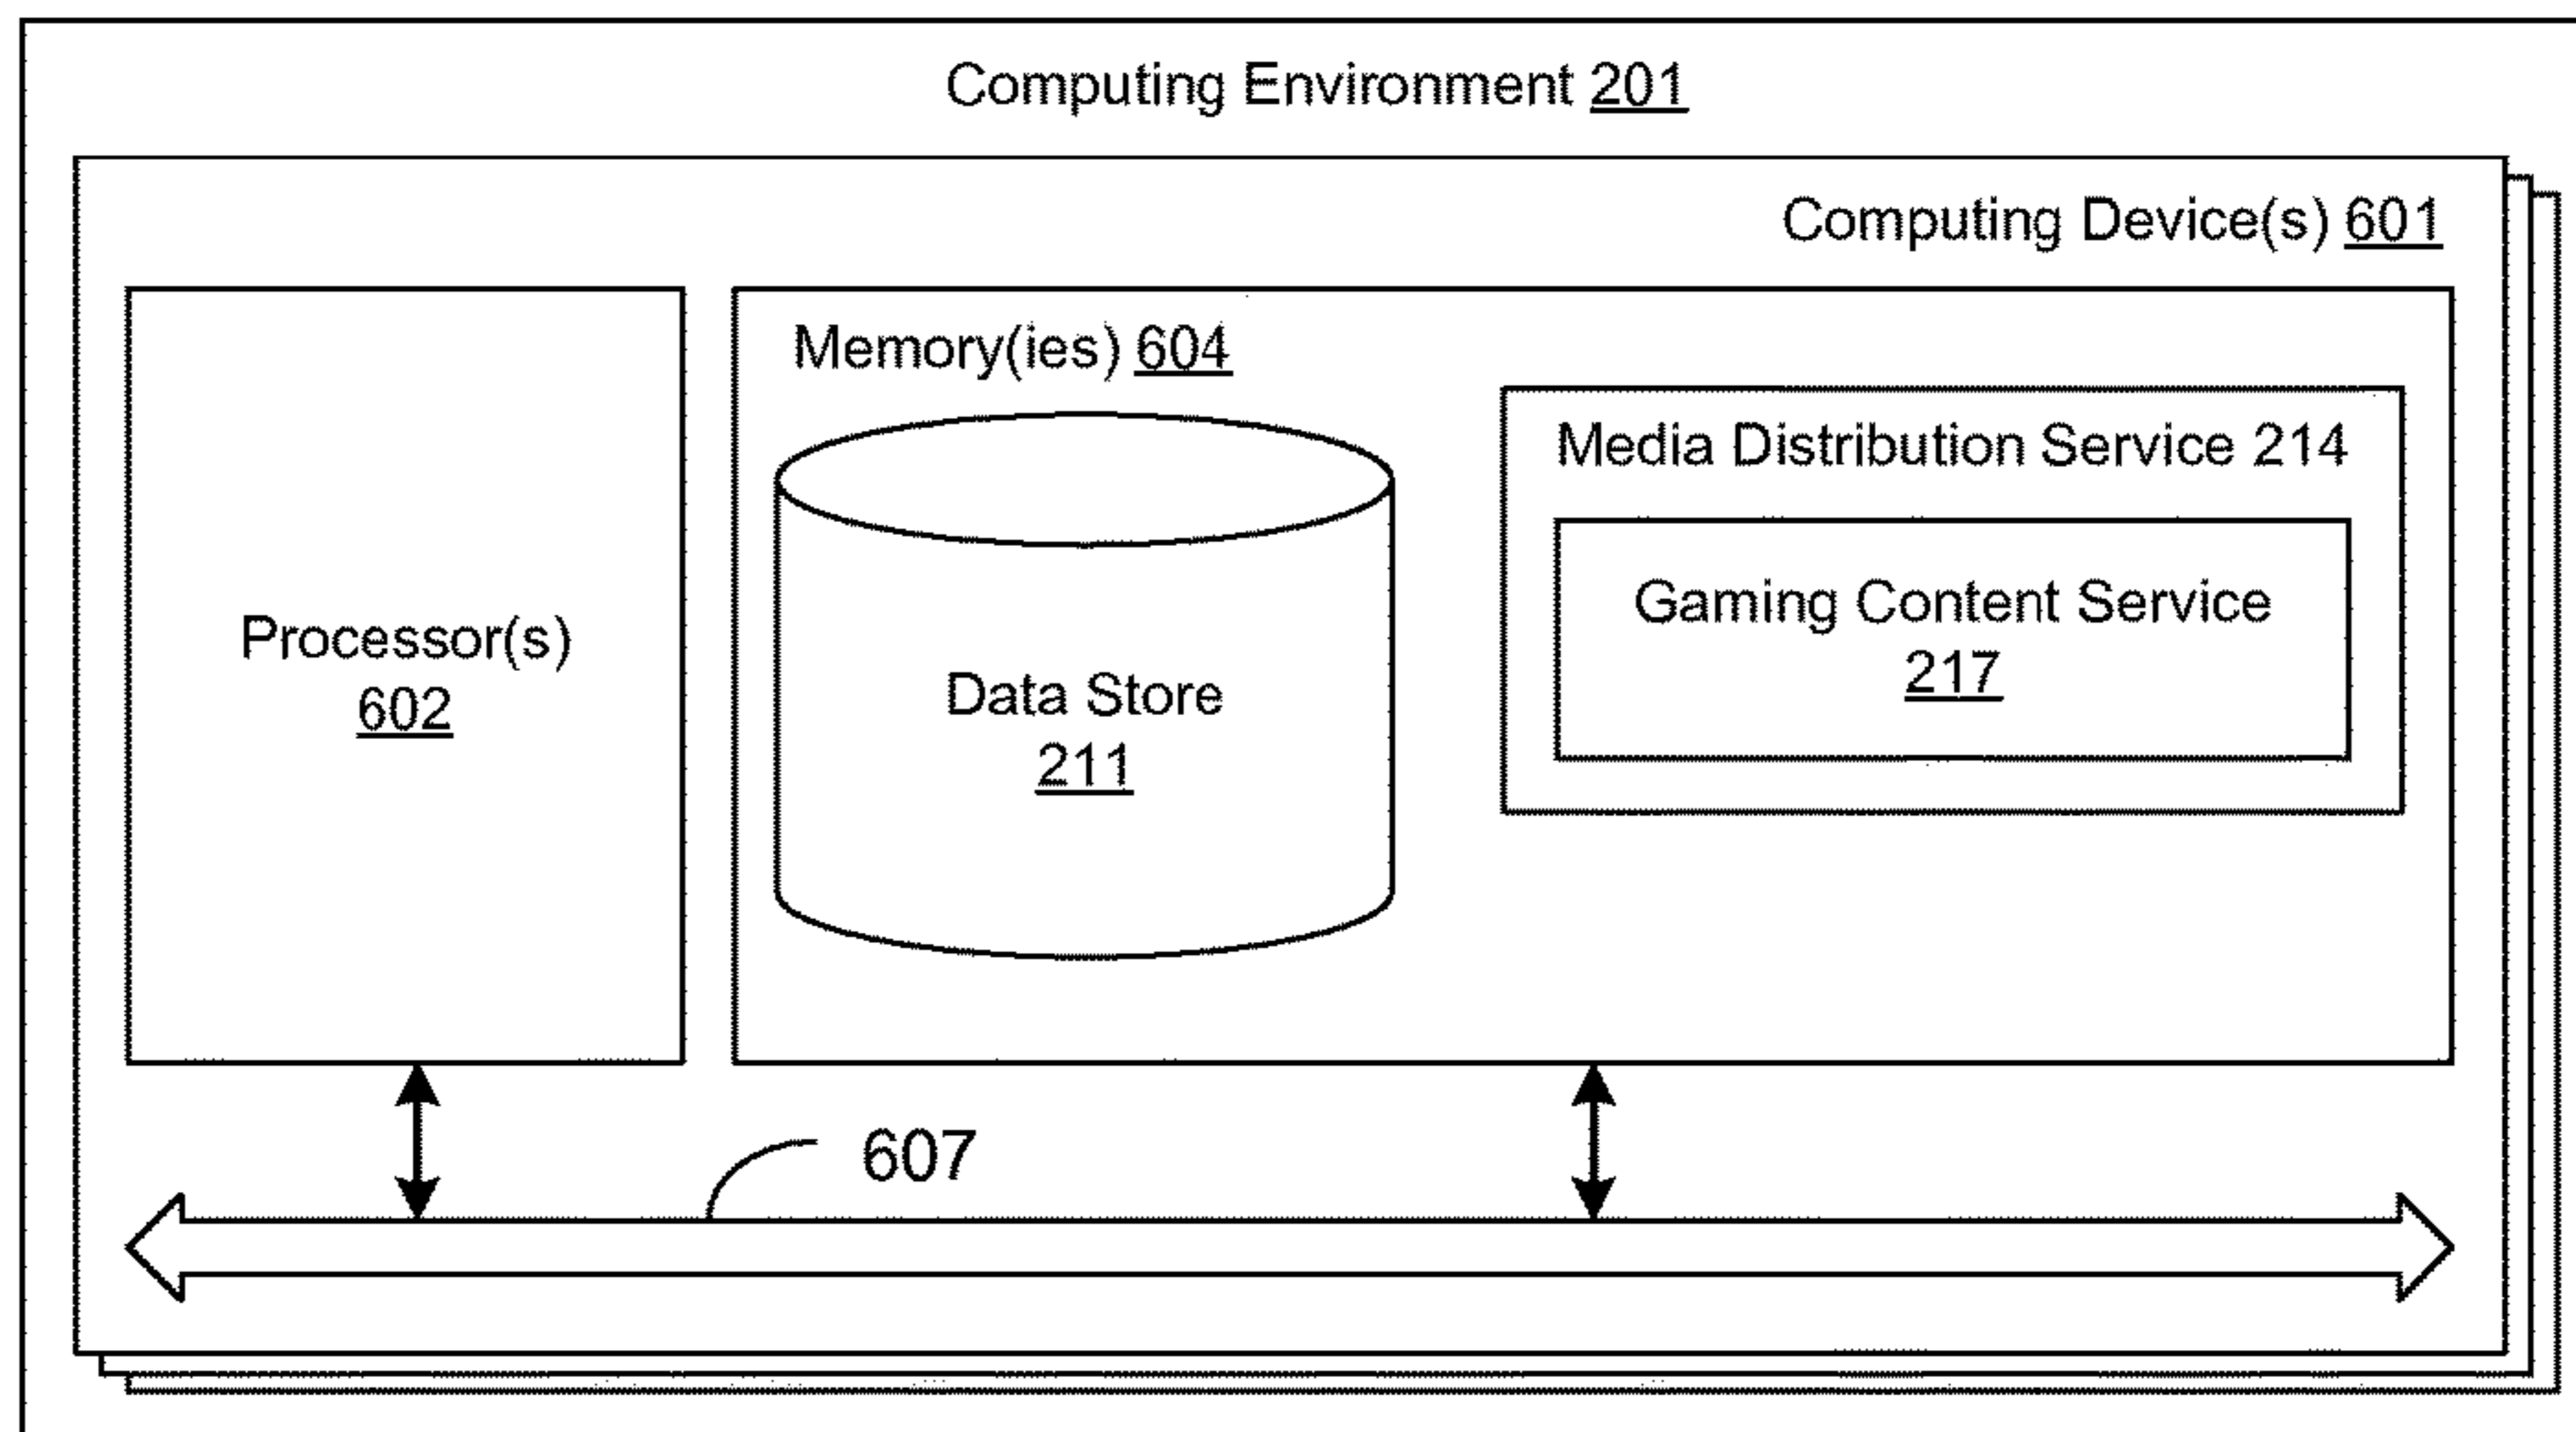 Computing Environment 201
Computing Device(s) 601
Memory(ies) 604
Media Distribution Service 214
Gaming Content Service
217
Processor(s)
602
Data Store
211
607